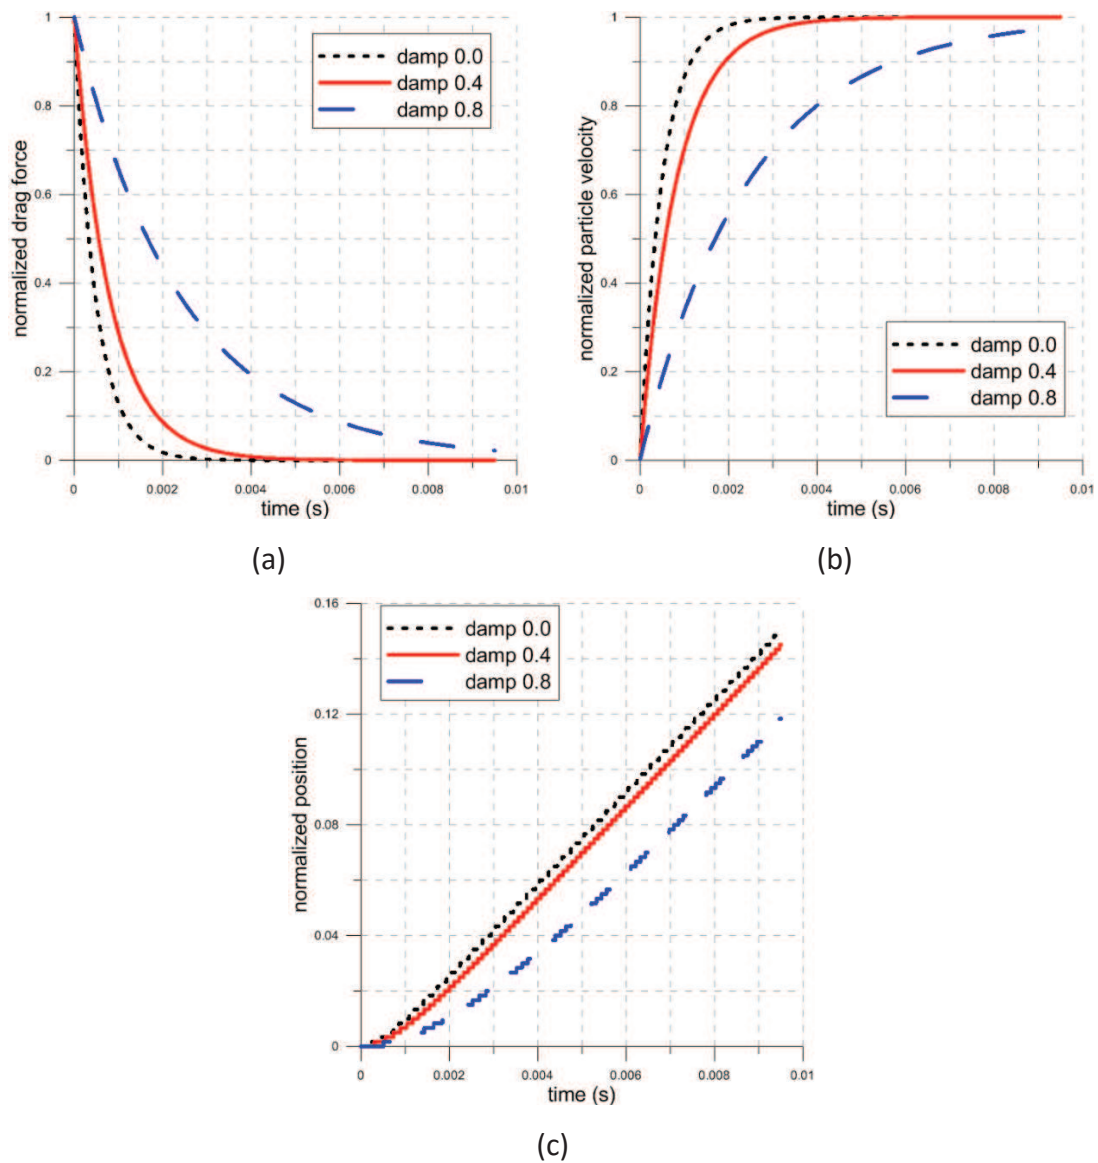 damp 0.0
damp 0.4
damp 0.8
normalized drag force
1
0.8
0.6
0.4
0.2
0
0
0.002
0.004
0.006
0.008
0.01
time (s)
(a)
normalized particle velocity
1
0.8
0.6
0.4
0.2
0
damp 0.0
damp 0.4
damp 0.8
0
0.002
0.004
0.006
0.008
0.01
time (s)
(b)
damp 0.0
damp 0.4
damp 0.8
normalized position
0.16
0.12
0.08
0.04
0
0
0.002
0.004
0.006
0.008
0.01
time (s)
(c)